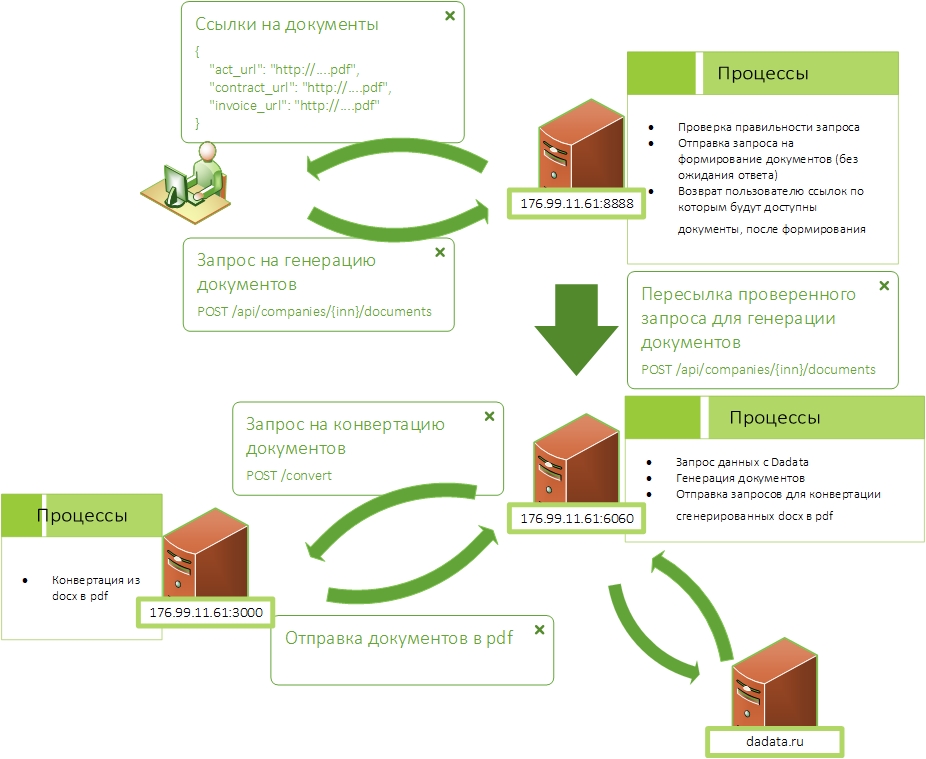 Ссылки на документы
{
"act_url": "http://....pdf",
"contract_url": "http://....pdf",
"invoice_url": "http://....pdf"
}
Процессы
Проверка правильности запроса
Отправка запроса на
формирование документов (без
ожидания ответа)
Возврат пользователю ссылок по
которым будут доступны
документы, после формирования
176.99.11.61:8888
Запрос на генерацию
документов
POST /api/companies/{inn}/documents
Пересылка проверенного
запроса для генерации
документов
POST /api/companies/{inn}/documents
Запрос на конвертацию
документов
POST /convert
Процессы
Запрос данных с Dadata
Генерация документов
Отправка запросов для конвертации
сгенерированных docx в pdf
176.99.11.61:6060
Процессы
Конвертация из
docx в pdf
176.99.11.61:3000
Отправка документов в pdf
dadata.ru